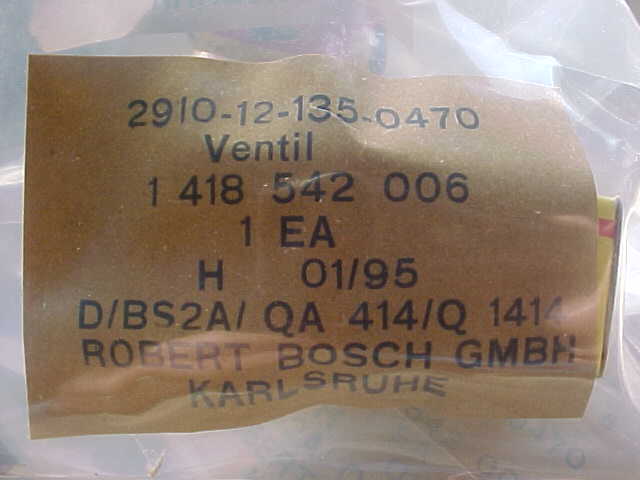 2910-12-135-0470
Ventil
1 418 542 006
1 EA
H 01/95
D/BS2A/ QA 414/Q 1414
ROBERT BOSCH GMBH
KARLSRUHE